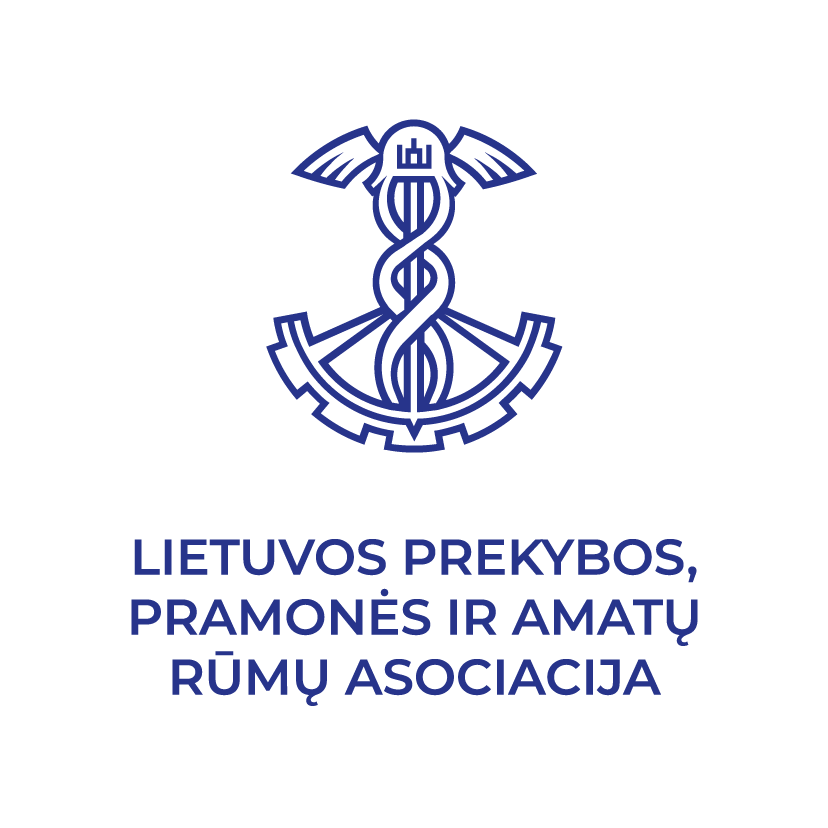 LIETUVOS PREKYBOS,
PRAMONĖS IR AMATŲ
RŪMŲ ASOCIACIJA